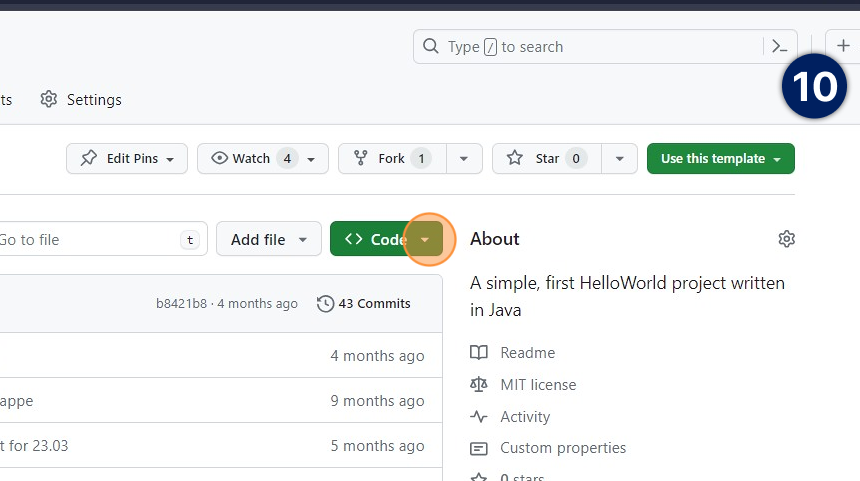 Type / to search
10
ts Settings
Edit Pins Watch 4 Fork 1 Star 0 Use this template
Go to file t Add file Code About
A simple, first HelloWorld project written
in Java
b8421b8 · 4 months ago 43 Commits
4 months ago Readme
MIT license
appe 9 months ago
Activity
t for 23.03 5 months ago
Custom properties
0 stars